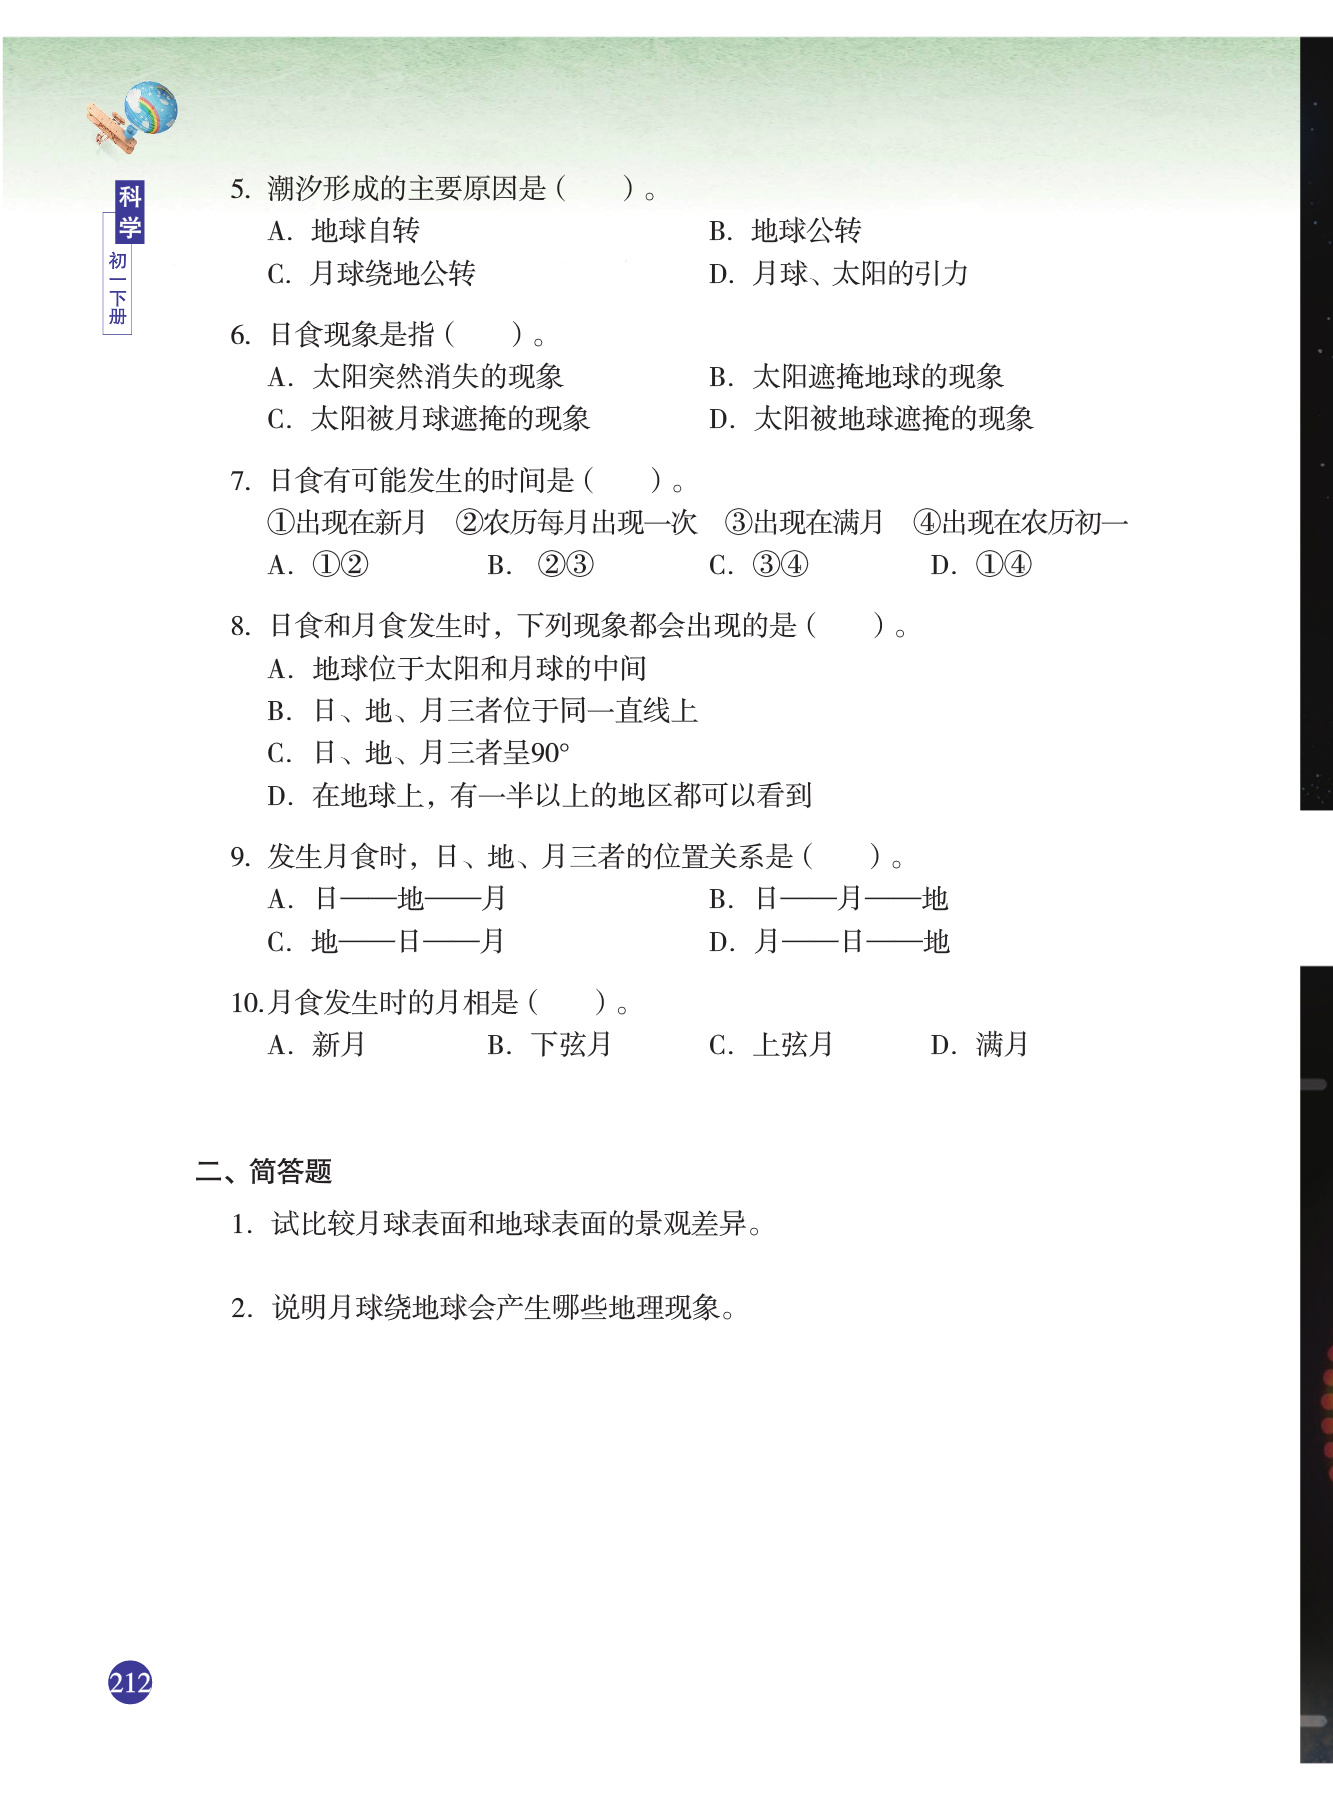 科学
初一下册
5. 潮汐形成的主要原因是（　　）。
A. 地球自转　　B. 地球公转
C. 月球绕地公转　　D. 月球、太阳的引力
6. 日食现象是指（　　）。
A. 太阳突然消失的现象　　B. 太阳遮掩地球的现象
C. 太阳被月球遮掩的现象　　D. 太阳被地球遮掩的现象
7. 日食有可能发生的时间是（　　）。
①出现在新月　②农历每月出现一次　③出现在满月　④出现在农历初一
A. ①②　　B. ②③　　C. ③④　　D. ①④
8. 日食和月食发生时，下列现象都会出现的是（　　）。
A. 地球位于太阳和月球的中间
B. 日、地、月三者位于同一直线上
C. 日、地、月三者呈90°
D. 在地球上，有一半以上的地区都可以看到
9. 发生月食时，日、地、月三者的位置关系是（　　）。
A. 日——地——月　　B. 日——月——地
C. 地——日——月　　D. 月——日——地
10.月食发生时的月相是（　　）。
A. 新月　　B. 下弦月　　C. 上弦月　　D. 满月
二、简答题
1. 试比较月球表面和地球表面的景观差异。
2. 说明月球绕地球会产生哪些地理现象。
212